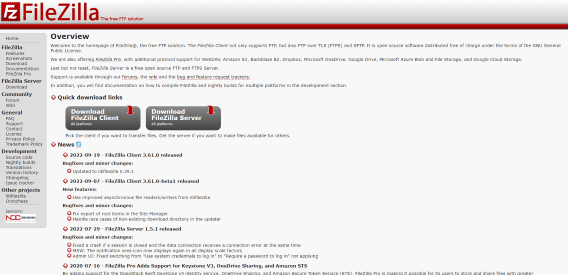 FileZilla The free FTP solution
Home
FileZilla
Features
Screenshots
Download
Documentation
FileZilla Pro
FileZilla Server
Download
Community
Forum
Wiki
General
FAQ
Support
Contact
License
Privacy Policy
Trademark Policy
Development
Source code
Nightly builds
Translations
Version history
Changelog
Issue tracker
Other projects
libfilezilla
Octochess
Sponsors:
Overview
Welcome to the homepage of FileZilla®, the free FTP solution. The FileZilla Client not only supports FTP, but also FTP over TLS (FTPS) and SFTP. It is open source software distributed free of charge under the terms of the GNU General
Public License.
We are also offering FileZilla Pro, with additional protocol support for WebDAV, Amazon S3, Backblaze B2, Dropbox, Microsoft OneDrive, Google Drive, Microsoft Azure Blob and File Storage, and Google Cloud Storage.
Last but not least, FileZilla Server is a free open source FTP and FTPS Server.
Support is available through our forums, the wiki and the bug and feature request trackers.
In addition, you will find documentation on how to compile FileZilla and nightly builds for multiple platforms in the development section.
Quick download links
Download
FileZilla Client
All platforms
Download
FileZilla Server
All platforms
Pick the client if you want to transfer files. Get the server if you want to make files available for others.
News
2022-09-19 - FileZilla Client 3.61.0 released
Bugfixes and minor changes:
Updated to libfilezilla 0.39.1
2022-09-07 - FileZilla Client 3.61.0-beta1 released
New features:
Use improved asynchronous file readers/writers from libfilezilla
Bugfixes and minor changes:
Fix export of root items in the Site Manager
Handle rare cases of non-existing download directory in the updater
2022-07-29 - FileZilla Server 1.5.1 released
Bugfixes and minor changes:
Fixed a crash if a session is closed and the data connection receives a connection error at the same time
MSW: The notification area icon now displays again in all display scale factors
Admin UI: Fixed switching from "Use system credentials to log in" to "Require a password to log in" not applying
2020-07-16 - FileZilla Pro Adds Support for Keystone V3, OneDrive Sharing, and Amazon STS
By adding support for the OpenStack Swift Keystone v3 identity service, OneDrive Sharing, and Amazon Secure Token Service (STS), FileZilla Pro is making it possible for its users to store and share files with greater